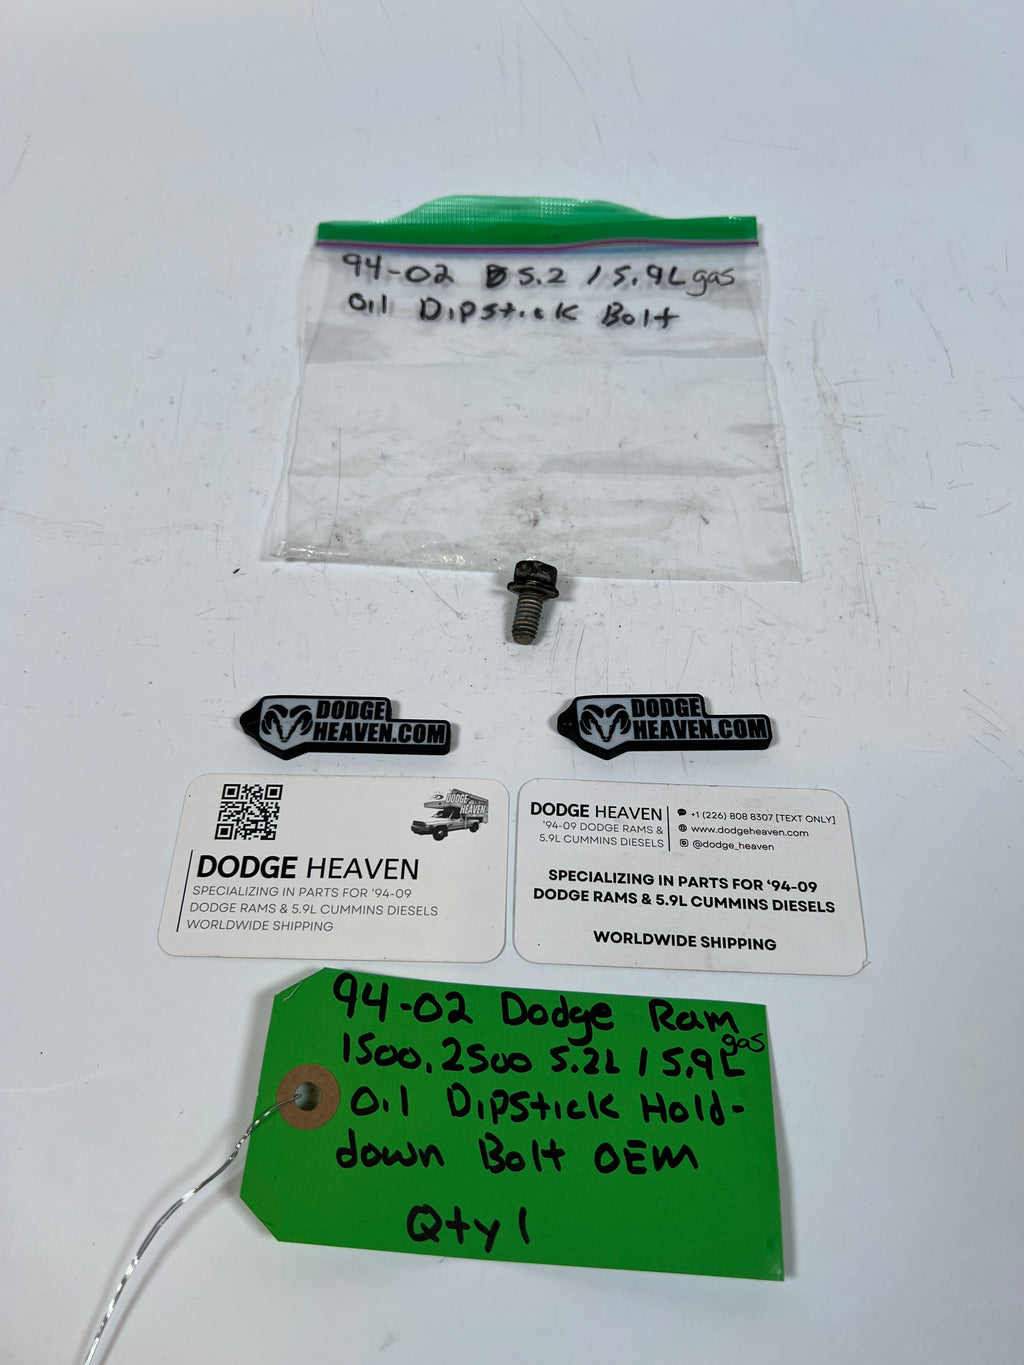 94-02 5.2 / 5.9L gas
Oil Dipstick Bolt
DODGE
HEAVEN.COM
DODGE
HEAVEN.COM
DODGE
HEAVEN
DODGE HEAVEN
SPECIALIZING IN PARTS FOR '94-09
DODGE RAMS & 5.9L CUMMINS DIESELS
WORLDWIDE SHIPPING
DODGE HEAVEN
'94-09 DODGE RAMS &
5.9L CUMMINS DIESELS
+1 (226) 808 8307 [TEXT ONLY]
www.dodgeheaven.com
@dodge_heaven
SPECIALIZING IN PARTS FOR '94-09
DODGE RAMS & 5.9L CUMMINS DIESELS
WORLDWIDE SHIPPING
94-02 Dodge Ram
1500, 2500 5.2L / 5.9L gas
Oil Dipstick Hold-
down Bolt OEM
Qty 1